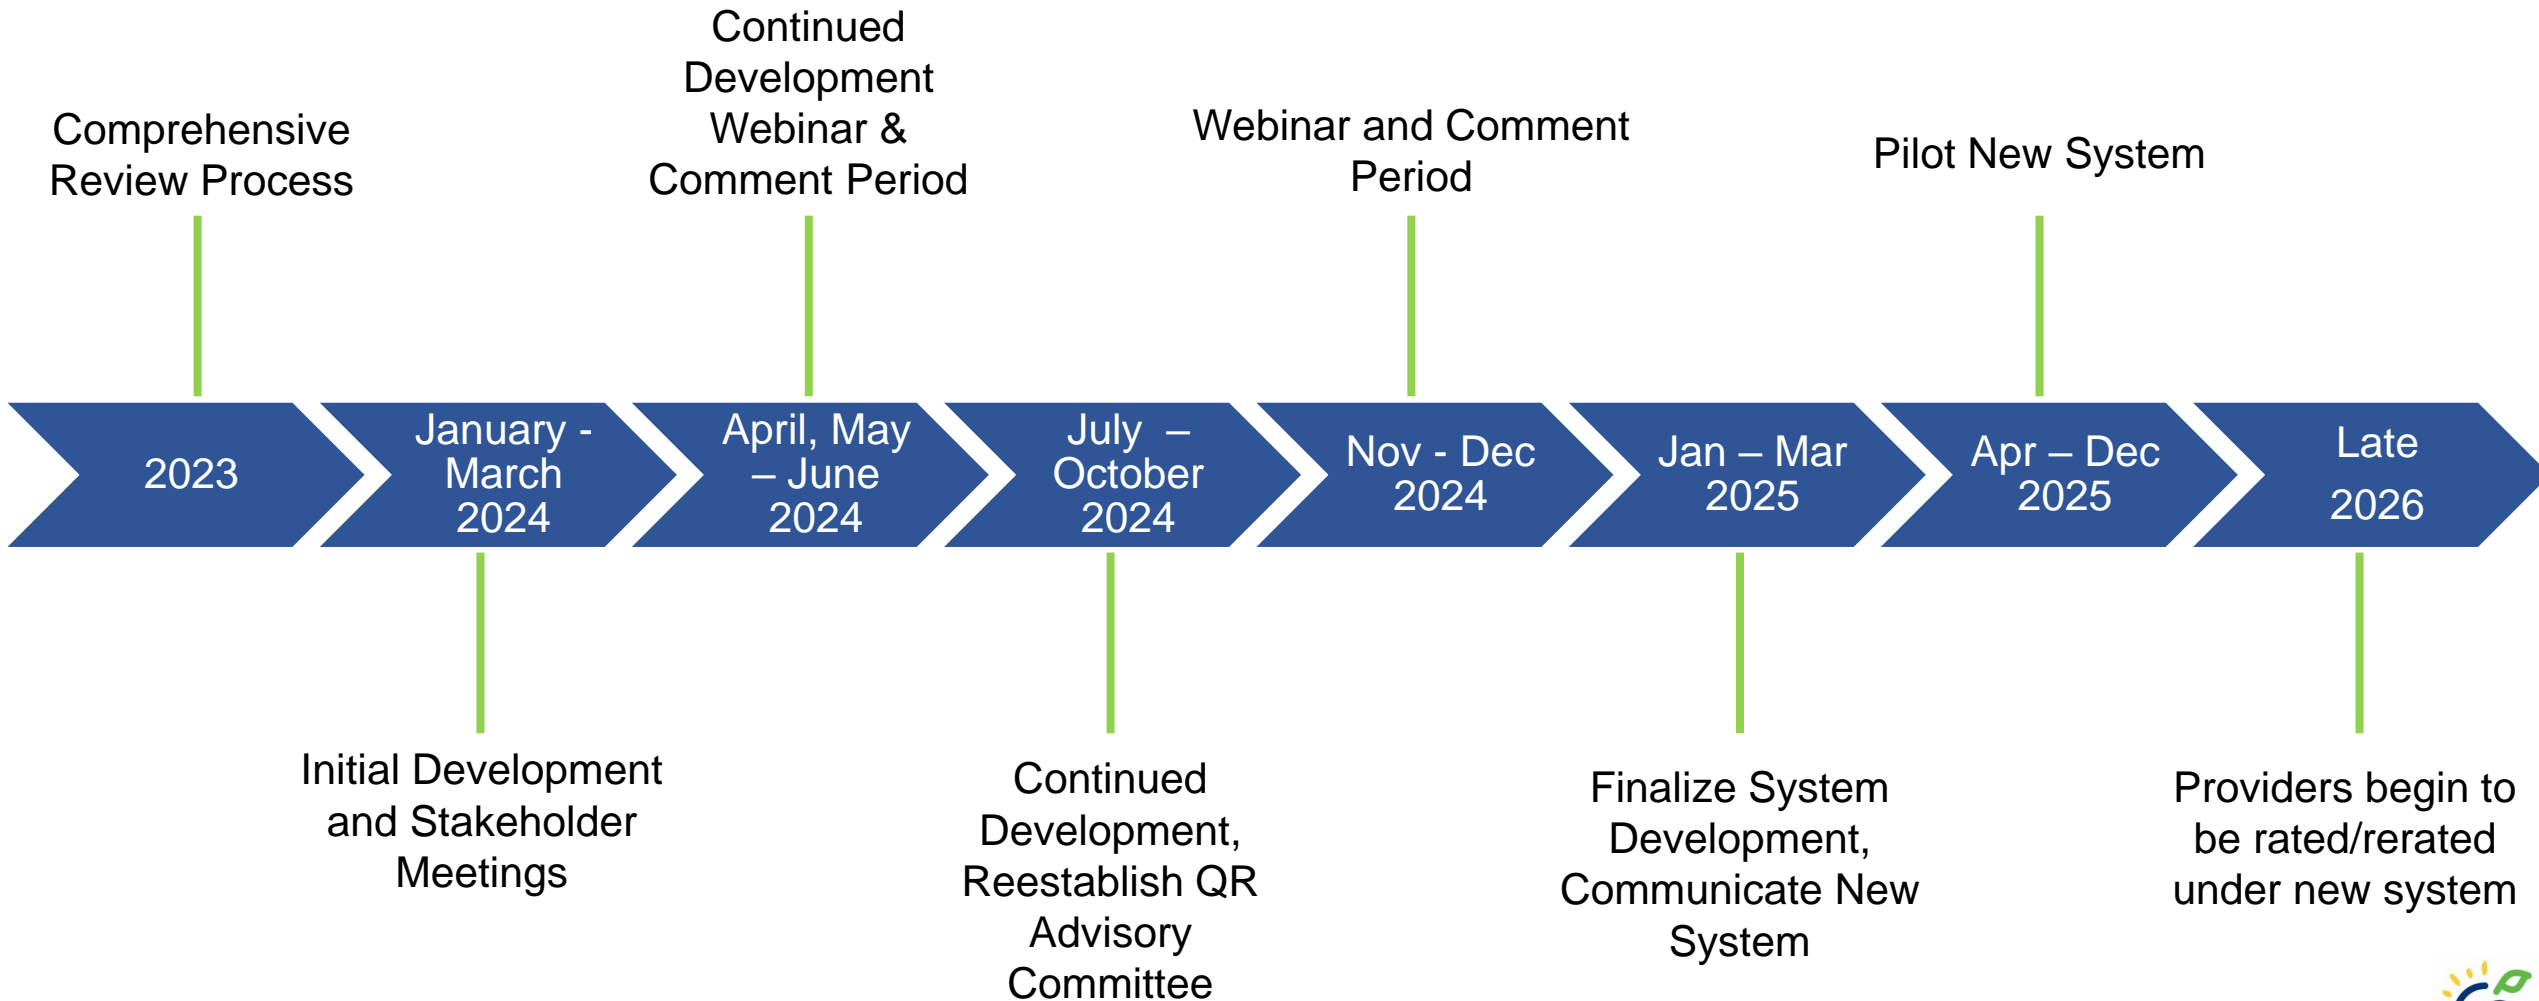 Continued
Development
Webinar &
Comment Period
Comprehensive
Review Process
Webinar and Comment
Period
Pilot New System
2023
January -
March
2024
April, May
– June
2024
July –
October
2024
Nov - Dec
2024
Jan – Mar
2025
Apr – Dec
2025
Late
2026
Initial Development
and Stakeholder
Meetings
Continued
Development,
Reestablish QR
Advisory
Committee
Finalize System
Development,
Communicate New
System
Providers begin to
be rated/rerated
under new system